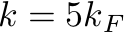 k = 5k_F